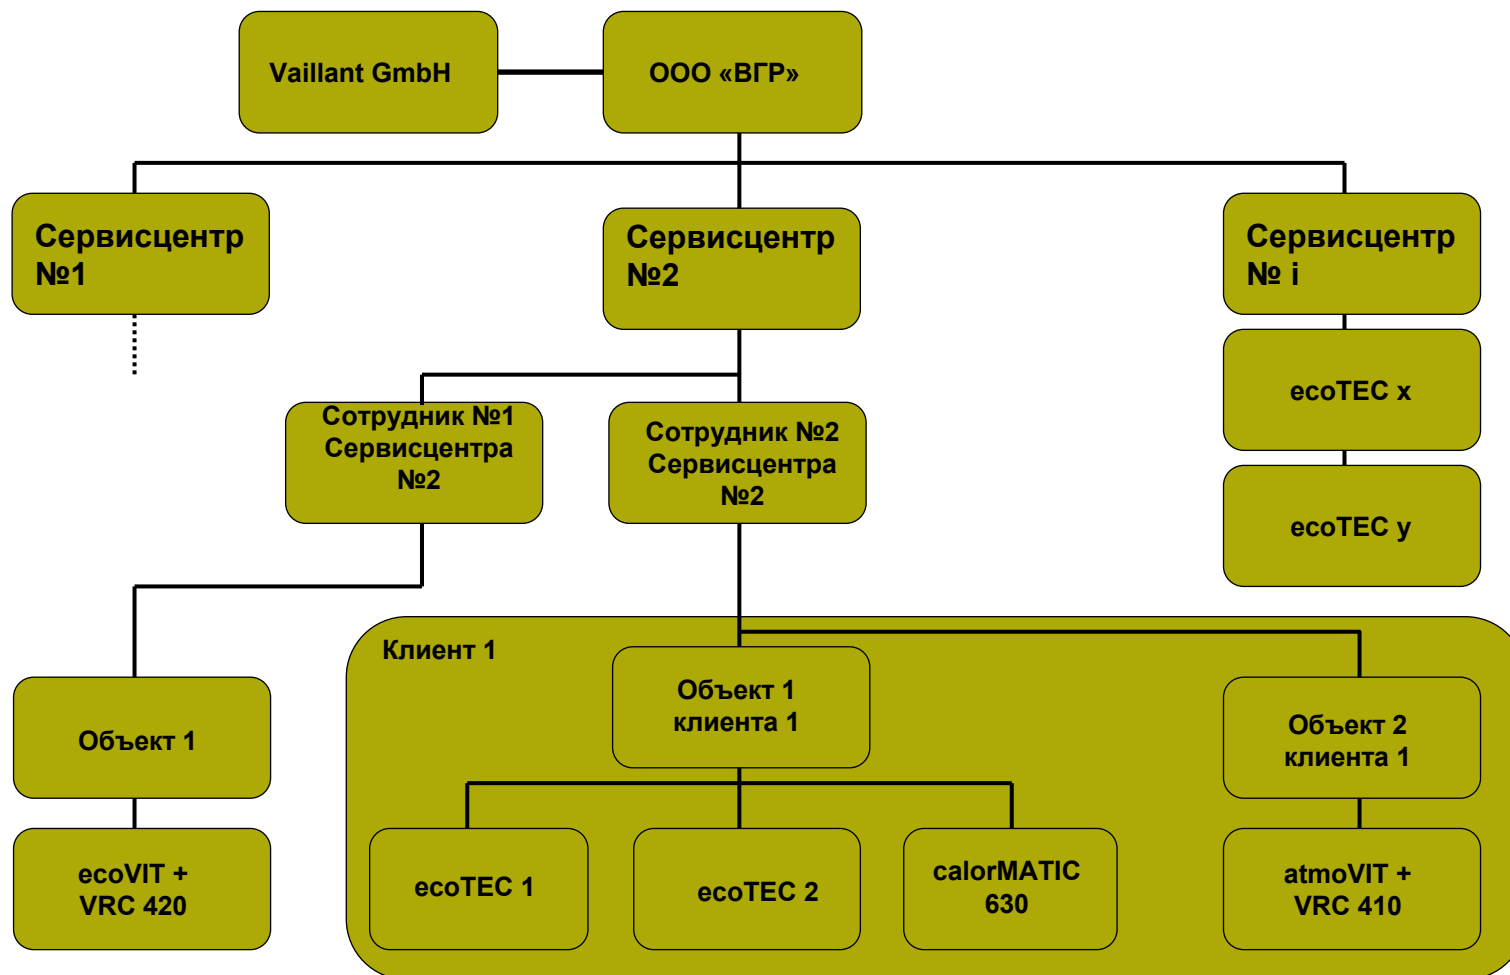 Vaillant GmbH
ООО «ВГР»
Сервисцентр
№1
Сервисцентр
№2
Сервисцентр
№ i
ecoTEC x
ecoTEC y
Сотрудник №1
Сервисцентра
№2
Сотрудник №2
Сервисцентра
№2
Клиент 1
Объект 1
Объект 1
клиента 1
Объект 2
клиента 1
ecoVIT +
VRC 420
ecoTEC 1
ecoTEC 2
calorMATIC
630
atmoVIT +
VRC 410